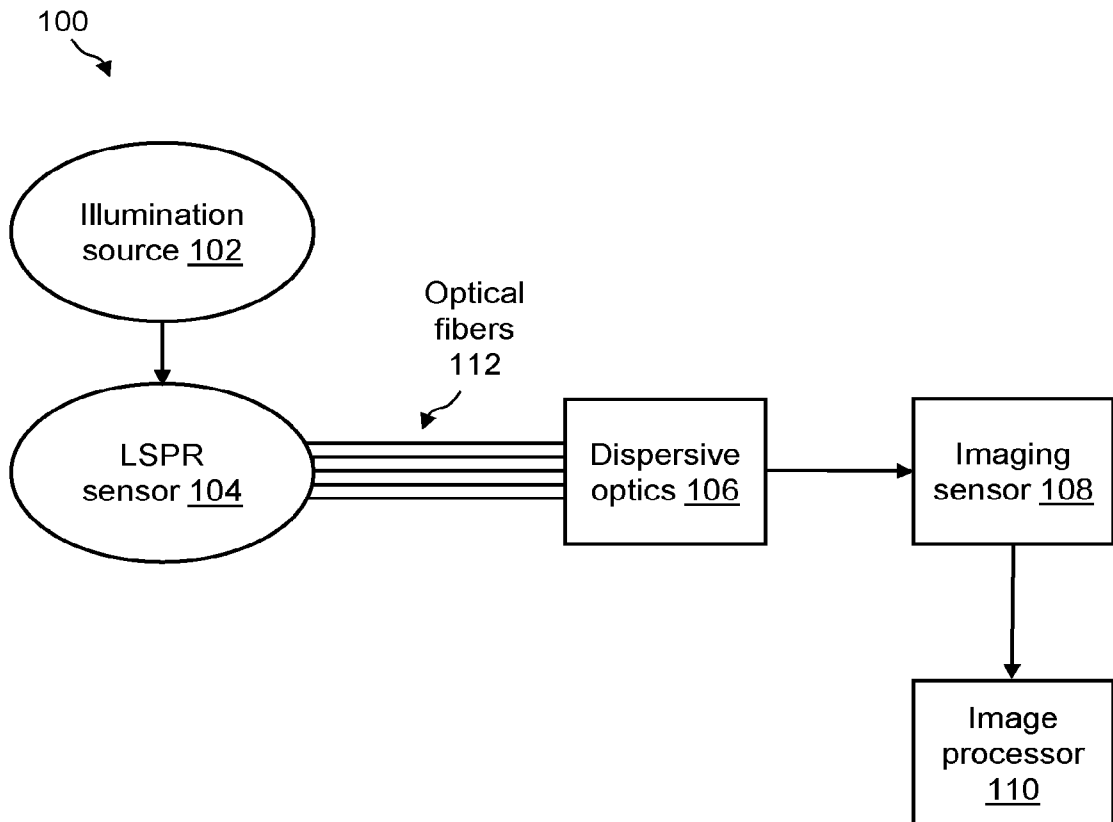 100
Illumination
source 102
Optical
fibers
112
LSPR
sensor 104
Dispersive
optics 106
Imaging
sensor 108
Image
processor
110